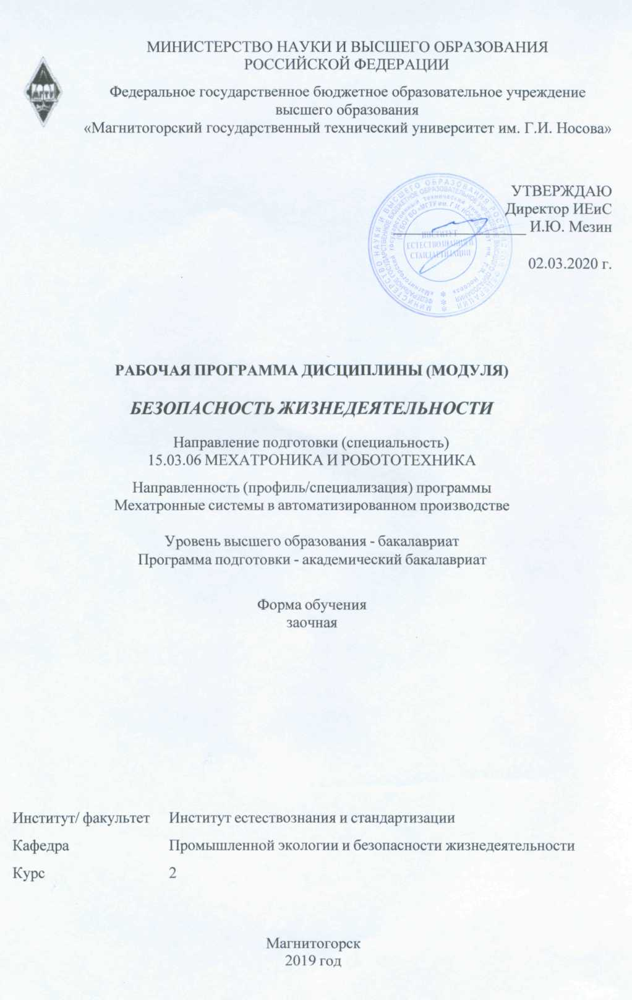 МИНИСТЕРСТВО НАУКИ И ВЫСШЕГО ОБРАЗОВАНИЯ
РОССИЙСКОЙ ФЕДЕРАЦИИ
Федеральное государственное бюджетное образовательное учреждение
высшего образования
«Магнитогорский государственный технический университет им. Г.И. Носова»
УТВЕРЖДАЮ
Директор ИЕиС
И.Ю. Мезин
02.03.2020 г.
ИНСТИТУТ
ЕСТЕСТВОЗНАНИЯ И
СТАНДАРТИЗАЦИИ
РАБОЧАЯ ПРОГРАММА ДИСЦИПЛИНЫ (МОДУЛЯ)
БЕЗОПАСНОСТЬ ЖИЗНЕДЕЯТЕЛЬНОСТИ
Направление подготовки (специальность)
15.03.06 МЕХАТРОНИКА И РОБОТОТЕХНИКА
Направленность (профиль/специализация) программы
Мехатронные системы в автоматизированном производстве
Уровень высшего образования - бакалавриат
Программа подготовки - академический бакалавриат
Форма обучения
заочная
Институт/ факультет Институт естествознания и стандартизации
Кафедра Промышленной экологии и безопасности жизнедеятельности
Курс 2
Магнитогорск
2019 год